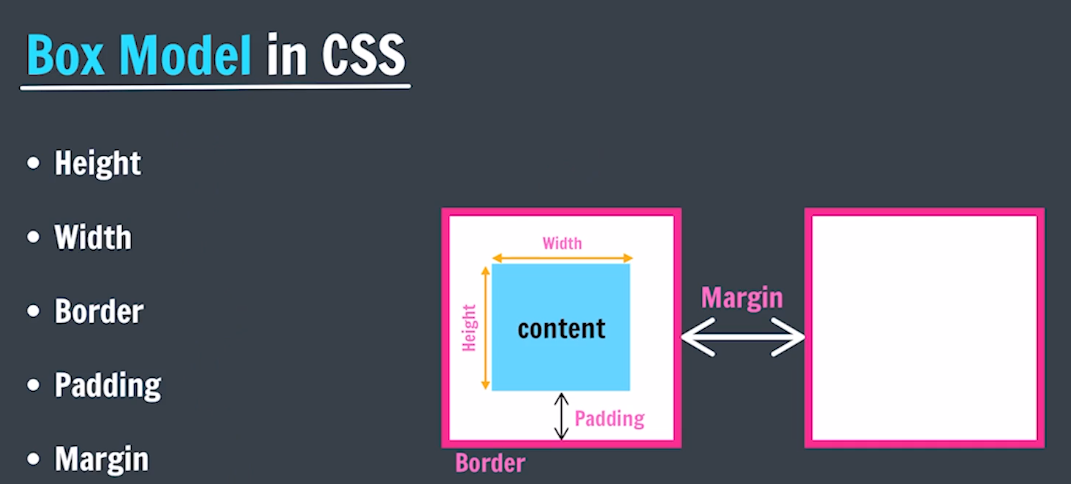 Box Model in CSS
• Height
• Width
• Border
• Padding
• Margin
Width
Height
content
Padding
Border
Margin